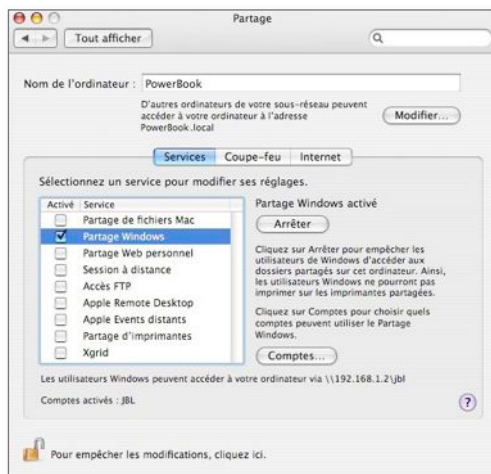 Partage
Tout afficher
Nom de l'ordinateur : PowerBook
D'autres ordinateurs de votre sous-réseau peuvent
accéder à votre ordinateur à l'adresse
PowerBook.local
Modifier...
Services Coupe-feu Internet
Sélectionnez un service pour modifier ses réglages.
Activé Service
Partage de fichiers Mac
Partage Windows
Partage Web personnel
Session à distance
Accès FTP
Apple Remote Desktop
Apple Events distants
Partage d'imprimantes
Xgrid
Partage Windows activé
Arrêter
Cliquez sur Arrêter pour empêcher les
utilisateurs de Windows d'accéder aux
dossiers partagés sur cet ordinateur. Ainsi,
les utilisateurs Windows ne pourront pas
imprimer sur les imprimantes partagées.
Cliquez sur Comptes pour choisir quels
comptes peuvent utiliser le Partage
Windows.
Comptes...
Les utilisateurs Windows peuvent accéder à votre ordinateur via \\192.168.1.2\jbl
Comptes activés : JBL
?
Pour empêcher les modifications, cliquez ici.